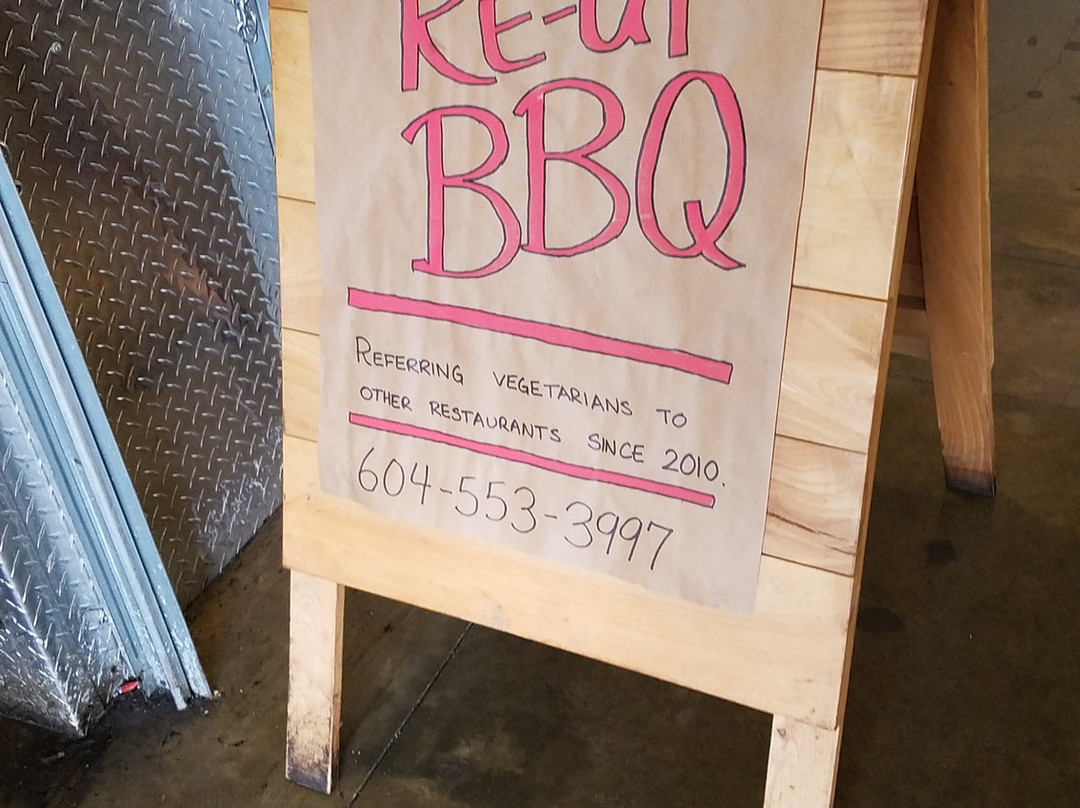 RE-UP
BBQ
REFERRING VEGETARIANS TO
OTHER RESTAURANTS SINCE 2010.
604-553-3997